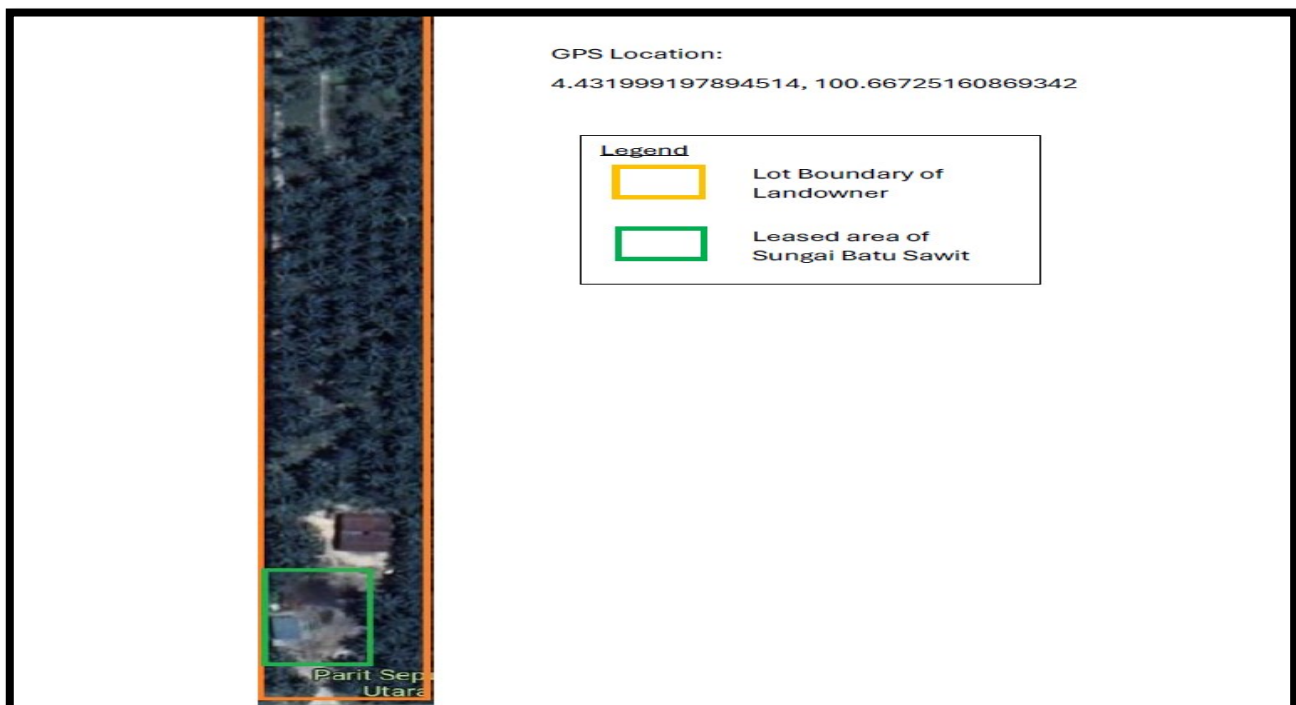 GPS Location:
4.431999197894514, 100.66725160869342
Legend
Lot Boundary of
Landowner
Leased area of
Sungai Batu Sawit
Parit Sep
Utara